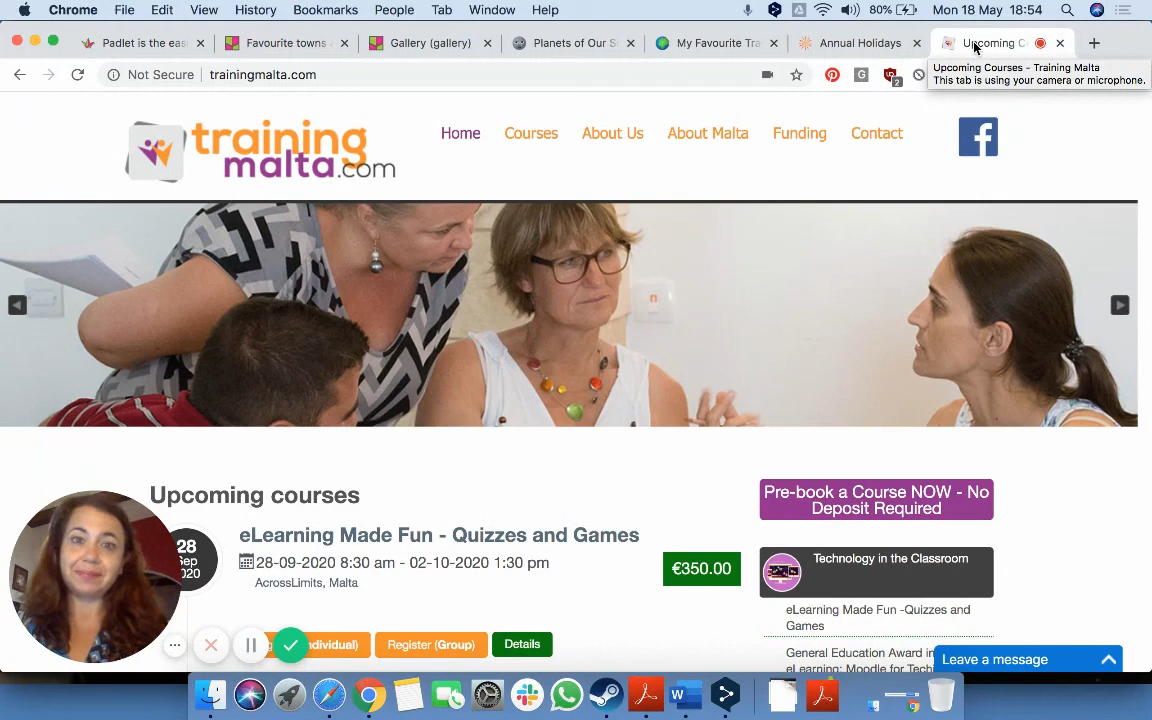 Chrome File Edit View History Bookmarks People Tab Window Help 80% Mon 18 May 18:54
Padlet is the eas Favourite towns a Gallery (gallery) Planets of Our S My Favourite Tra Annual Holidays Upcoming C
Not Secure trainingmalta.com
Upcoming Courses - Training Malta
This tab is using your camera or microphone.
training
malta.com
Home Courses About Us About Malta Funding Contact
Upcoming courses
28
Sep
2020
eLearning Made Fun - Quizzes and Games
28-09-2020 8:30 am - 02-10-2020 1:30 pm
AcrossLimits, Malta
€350.00
ndividual) Register (Group) Details
Pre-book a Course NOW - No
Deposit Required
Technology in the Classroom
eLearning Made Fun -Quizzes and
Games
General Education Award in
eLearning: Moodle for Techi
Leave a message